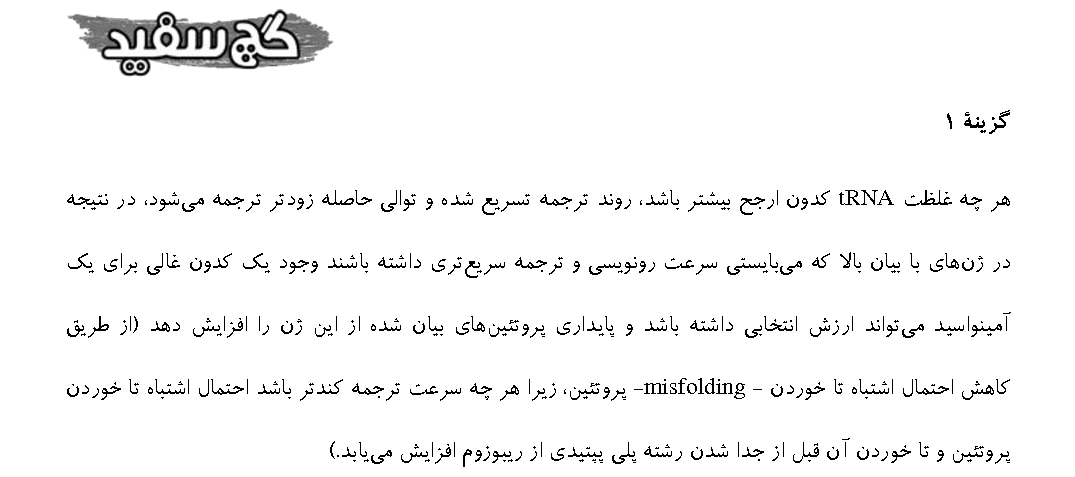 گچ سفید
گزینهٔ ۱
هر چه غلظت tRNA کدون ارجح بیشتر باشد، روند ترجمه تسریع شده و توالی حاصله زودتر ترجمه می‌شود، در نتیجه
در ژن‌های با بیان بالا که می‌بایستی سرعت رونویسی و ترجمه سریع‌تری داشته باشند وجود یک کدون غالی برای یک
آمینواسید می‌تواند ارزش انتخابی داشته باشد و پایداری پروتئین‌های بیان شده از این ژن را افزایش دهد (از طریق
کاهش احتمال اشتباه تا خوردن – misfolding– پروتئین، زیرا هر چه سرعت ترجمه کندتر باشد احتمال اشتباه تا خوردن
پروتئین و تا خوردن آن قبل از جدا شدن رشته پلی پپتیدی از ریبوزوم افزایش می‌یابد.)